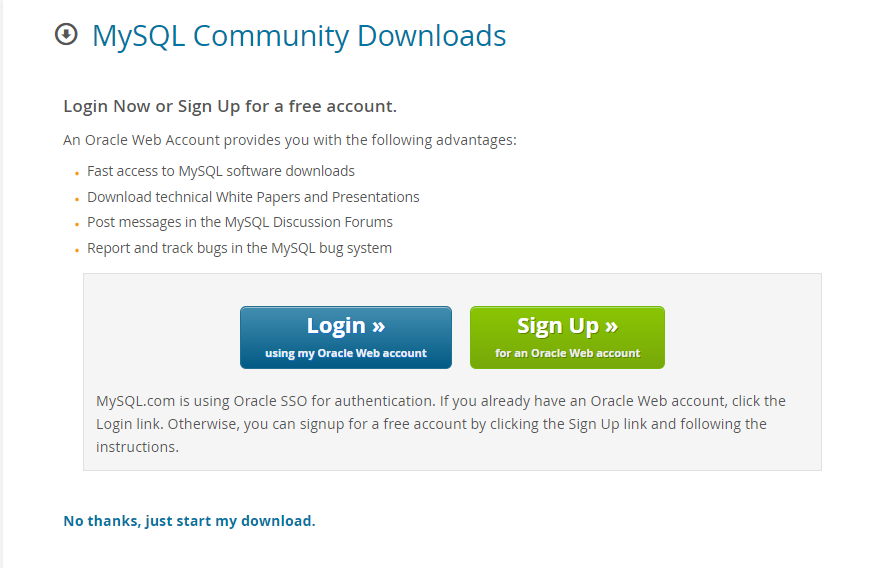 MySQL Community Downloads
Login Now or Sign Up for a free account.
An Oracle Web Account provides you with the following advantages:
Fast access to MySQL software downloads
Download technical White Papers and Presentations
Post messages in the MySQL Discussion Forums
Report and track bugs in the MySQL bug system
Login »
using my Oracle Web account
Sign Up »
for an Oracle Web account
MySQL.com is using Oracle SSO for authentication. If you already have an Oracle Web account, click the
Login link. Otherwise, you can signup for a free account by clicking the Sign Up link and following the
instructions.
No thanks, just start my download.